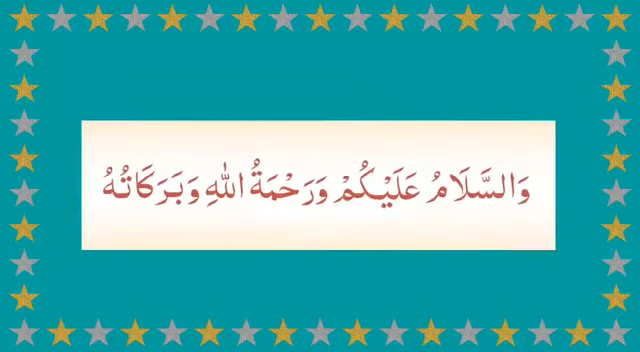 وَالسَّلَامُ عَلَيْكُمْ وَرَحْمَةُ اللهِ وَبَرَكَاتُهُ